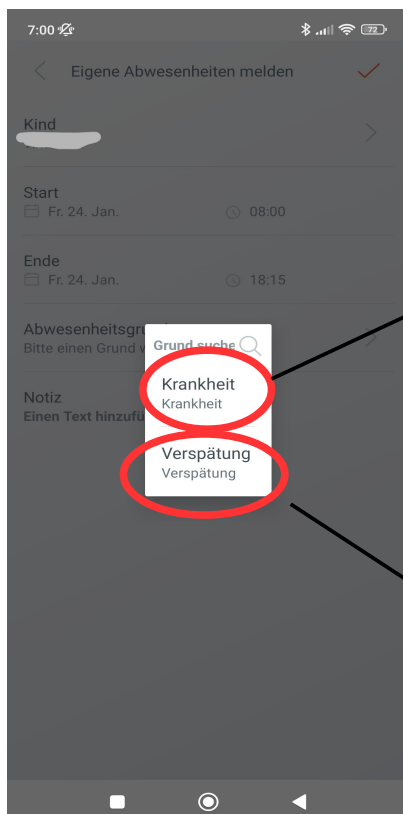 7:00
72
Eigene Abwesenheiten melden
Kind
Start
Fr. 24. Jan.
08:00
Ende
Fr. 24. Jan.
18:15
Abwesenheitsgru
Bitte einen Grund w
Grund suche
Krankheit
Krankheit
Notiz
Einen Text hinzufü
Verspätung
Verspätung